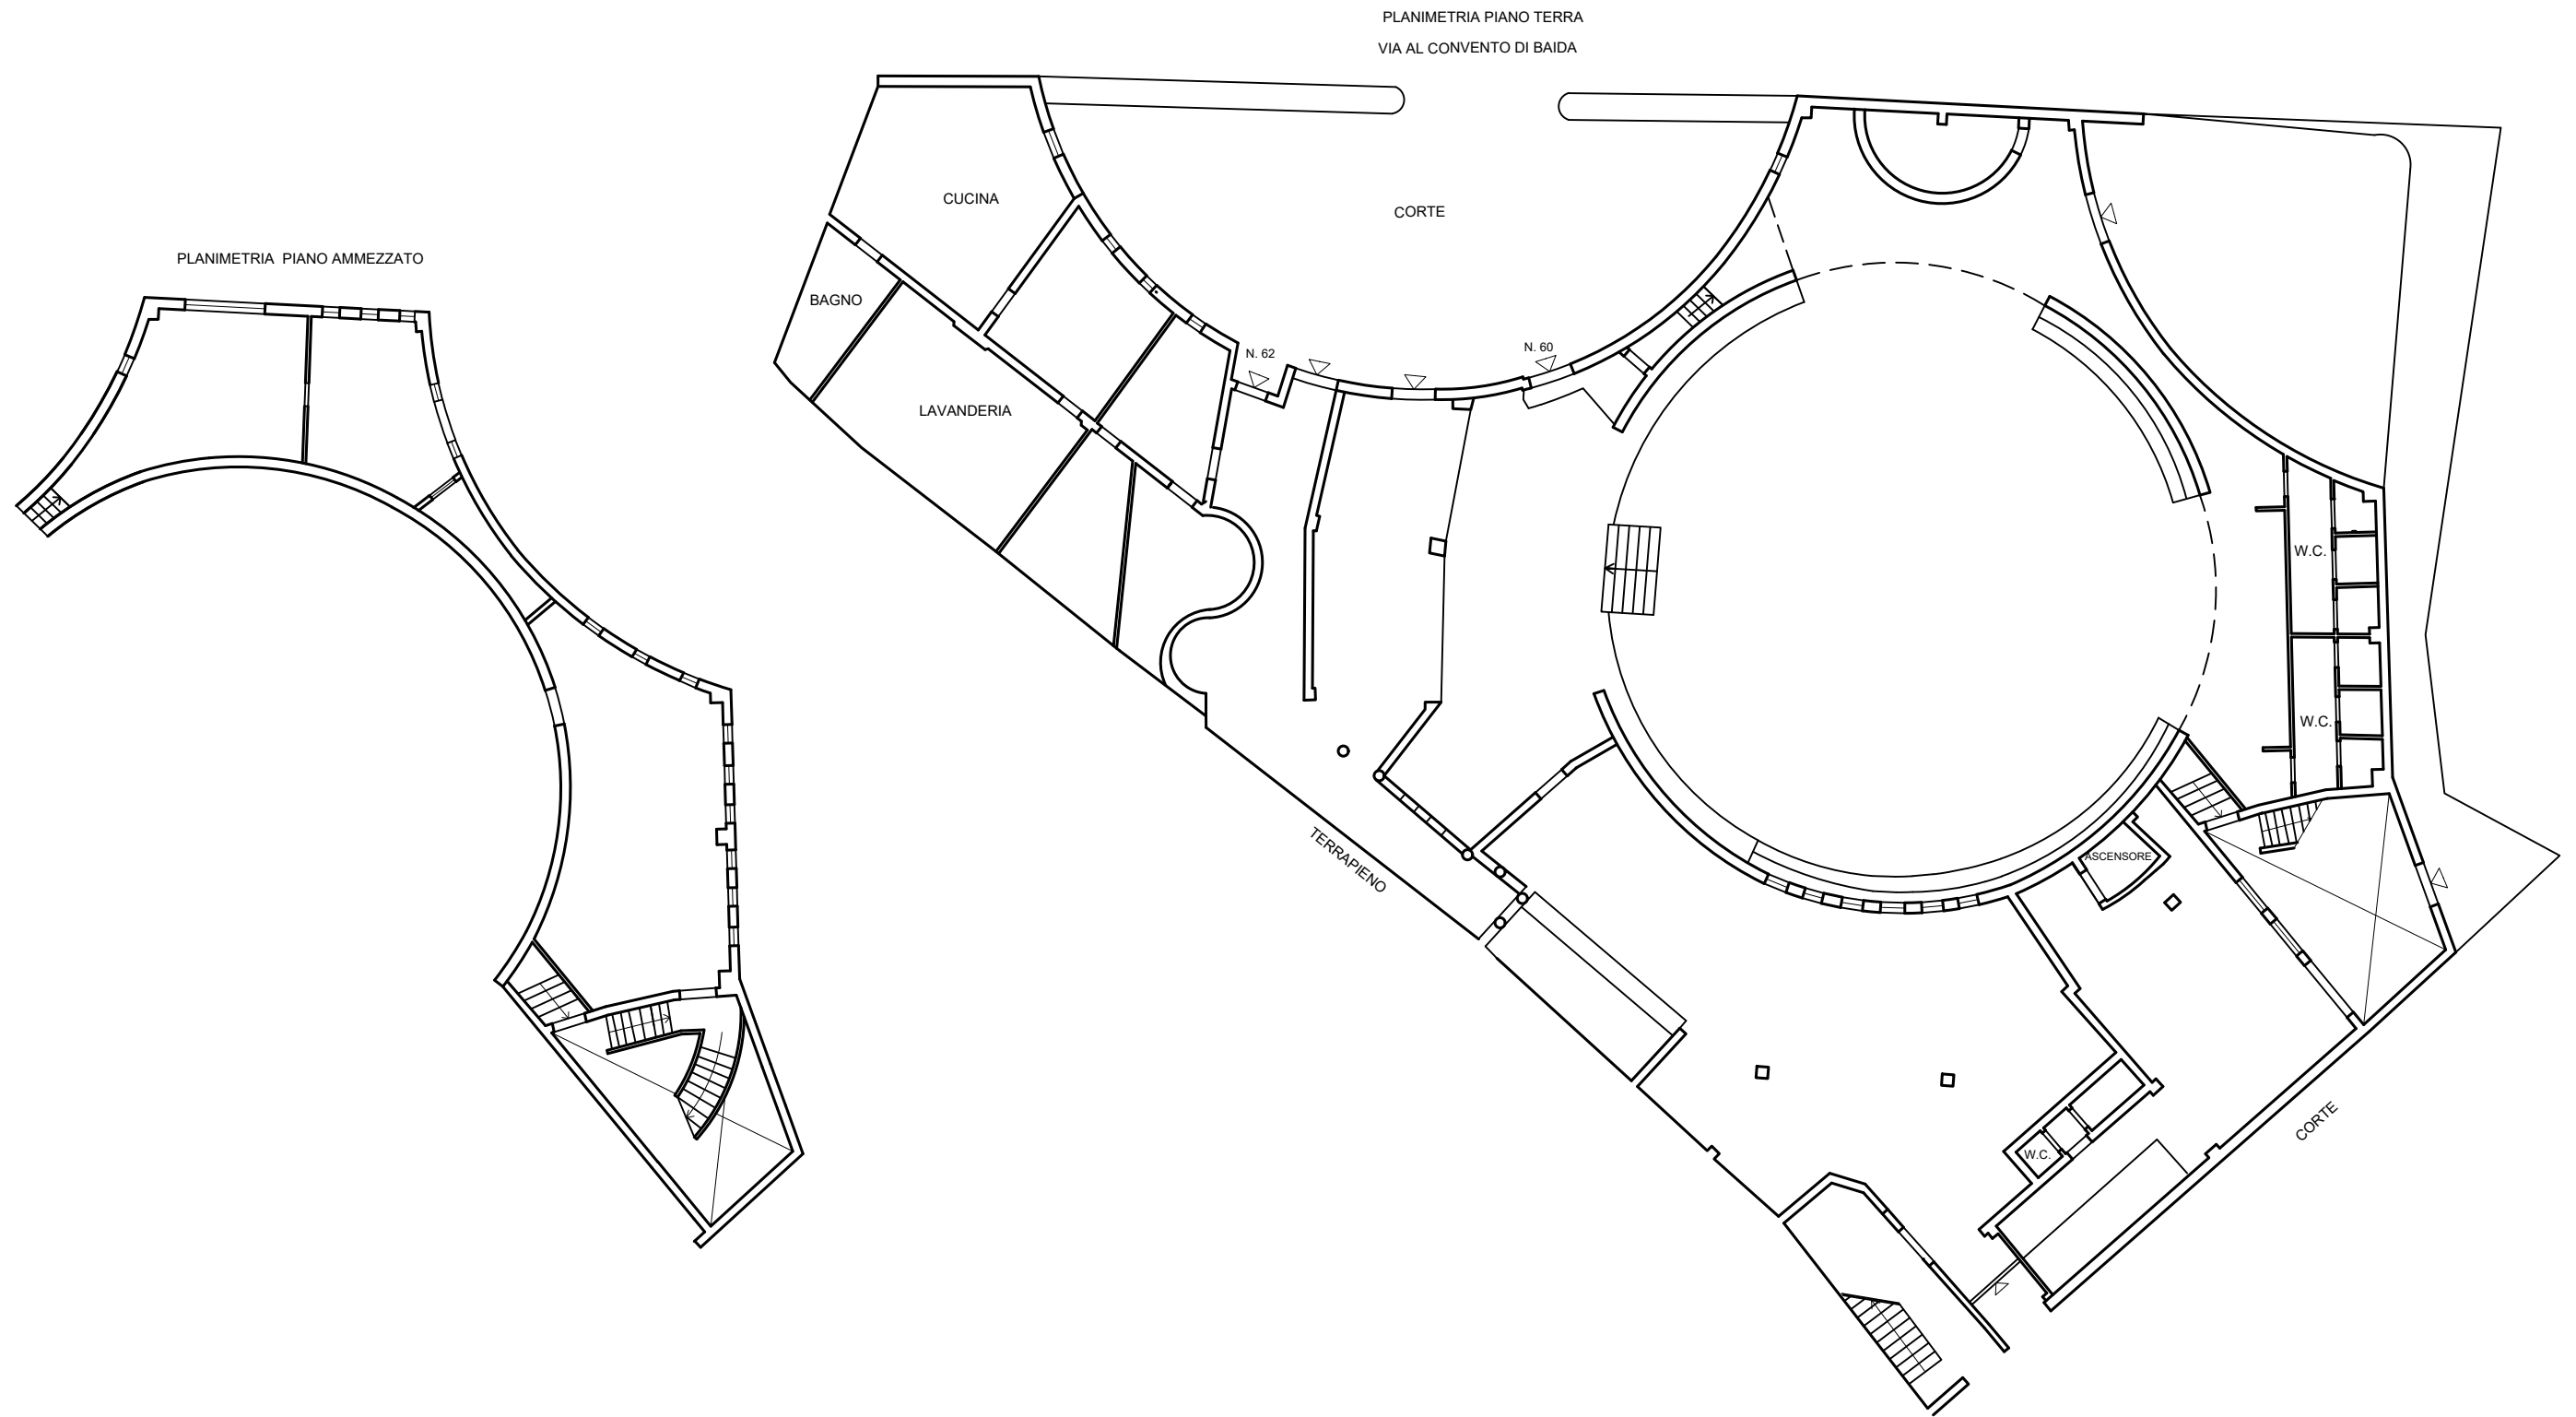 PLANIMETRIA PIANO TERRA
VIA AL CONVENTO DI BAIDA
CUCINA
CORTE
PLANIMETRIA PIANO AMMEZZATO
BAGNO
N. 62
N. 60
LAVANDERIA
W.C.
W.C.
TERRAPIENO
ASCENSORE
CORTE
W.C.